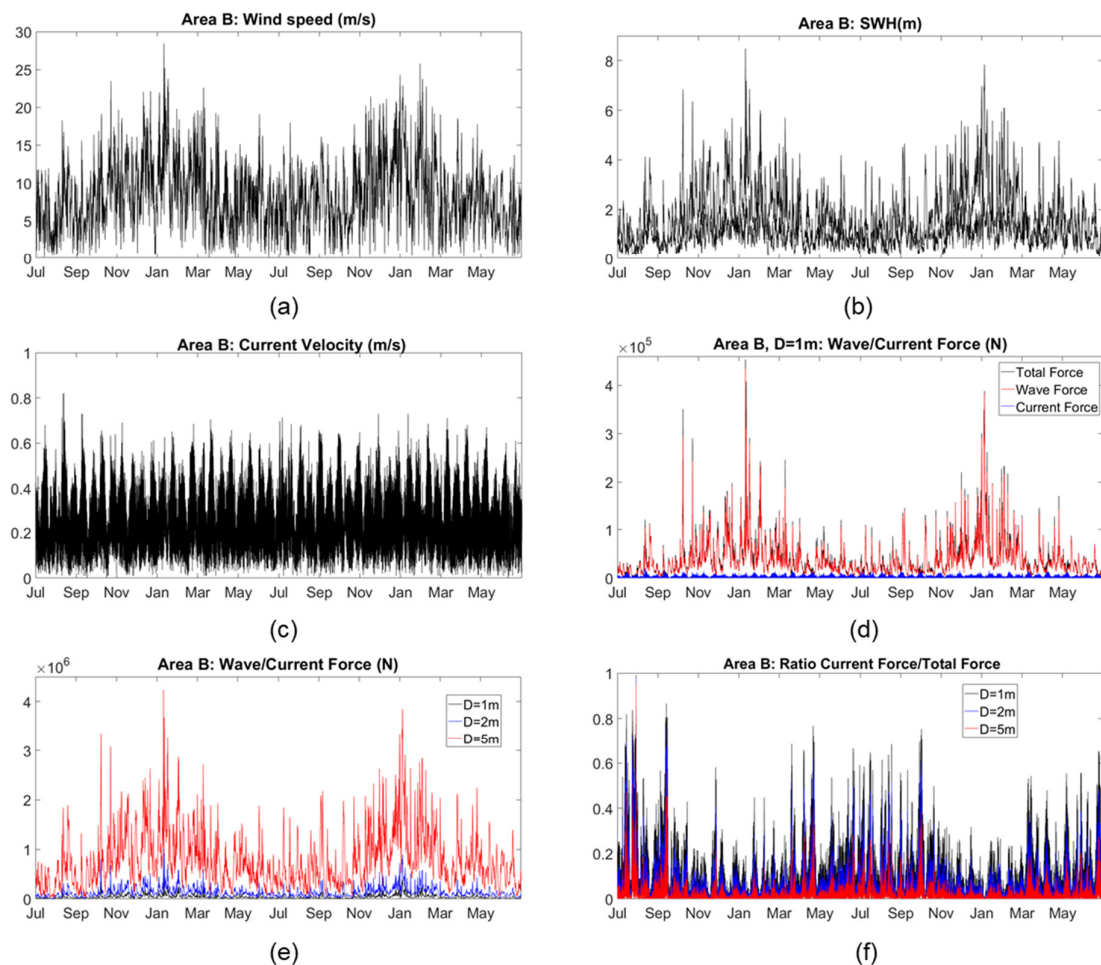 Area B: Wind speed (m/s)
30
25
20
15
10
5
0
Jul Sep Nov Jan Mar May Jul Sep Nov Jan Mar May
(a)
Area B: SWH(m)
8
6
4
2
0
Jul Sep Nov Jan Mar May Jul Sep Nov Jan Mar May
(b)
Area B: Current Velocity (m/s)
1
0.8
0.6
0.4
0.2
0
Jul Sep Nov Jan Mar May Jul Sep Nov Jan Mar May
(c)
Area B, D=1m: Wave/Current Force (N)
×10⁵
4
3
2
1
0
Total Force
Wave Force
Current Force
Jul Sep Nov Jan Mar May Jul Sep Nov Jan Mar May
(d)
Area B: Wave/Current Force (N)
×10⁶
4
3
2
1
0
D=1m
D=2m
D=5m
Jul Sep Nov Jan Mar May Jul Sep Nov Jan Mar May
(e)
Area B: Ratio Current Force/Total Force
1
0.8
0.6
0.4
0.2
0
D=1m
D=2m
D=5m
Jul Sep Nov Jan Mar May Jul Sep Nov Jan Mar May
(f)